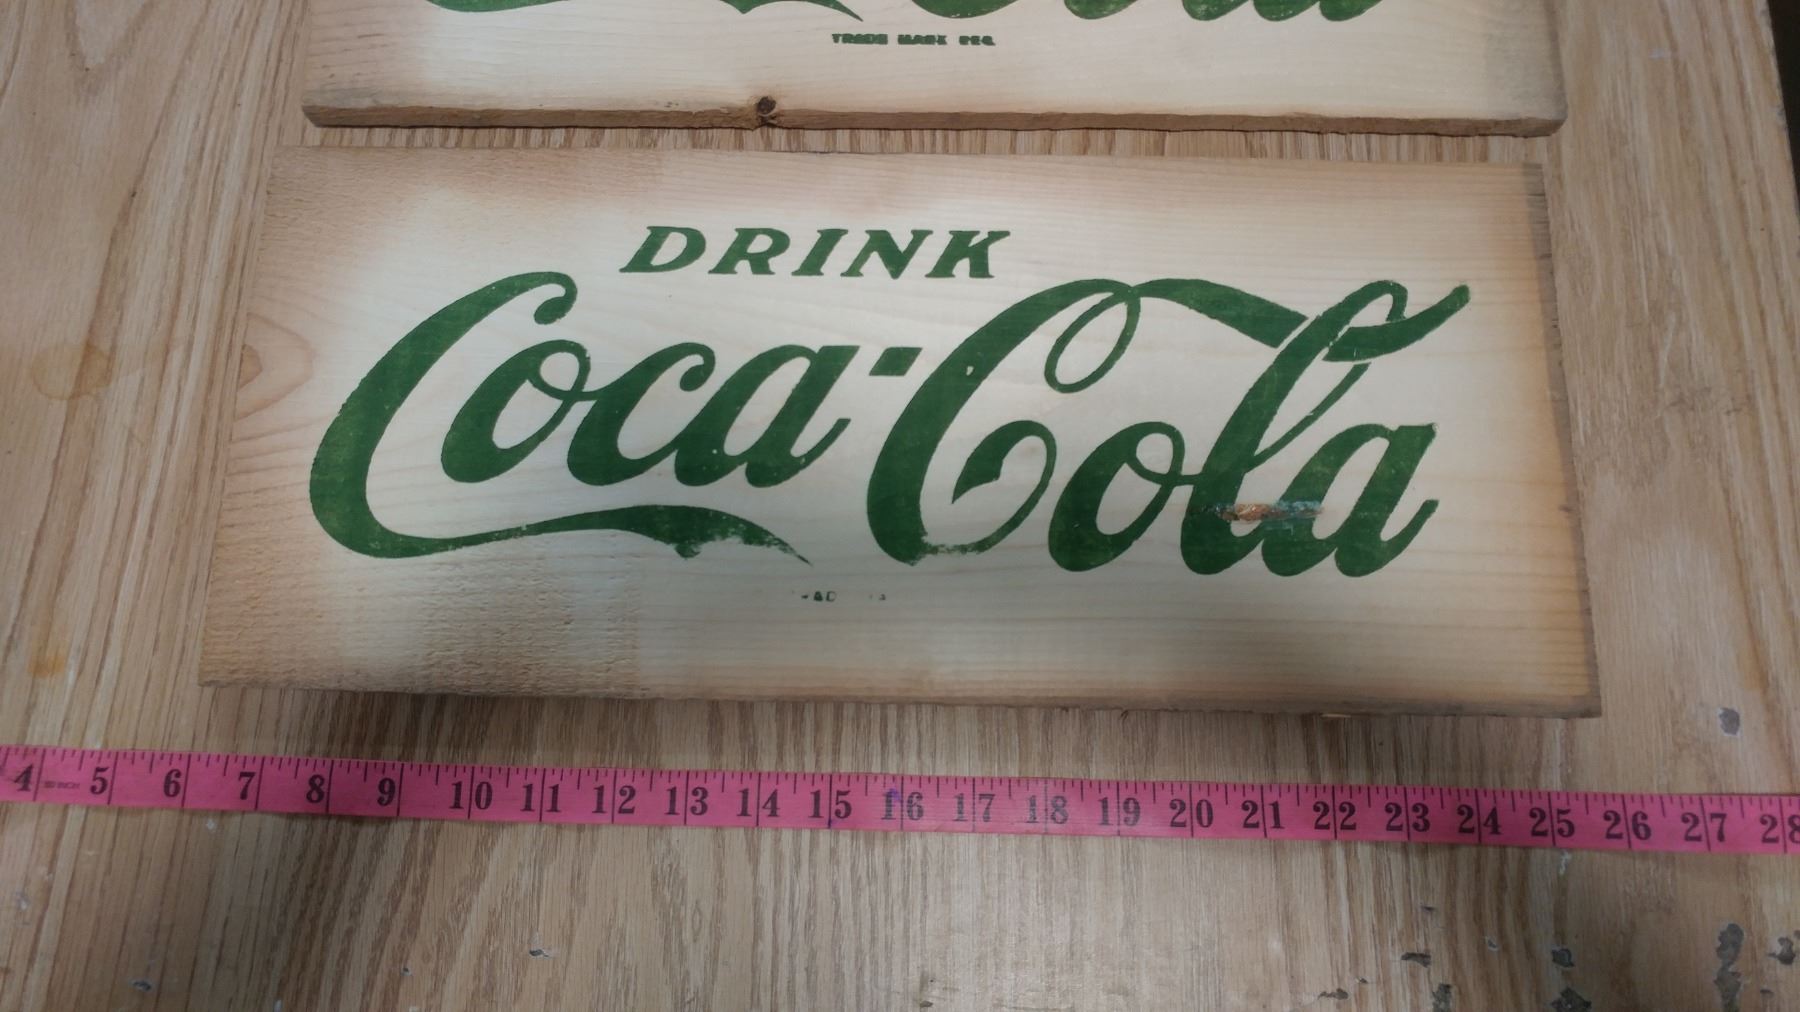 TRADE MARK REG.
DRINK
Coca-Cola
4 5 6 7 8 9 10 11 12 13 14 15 16 17 18 19 20 21 22 23 24 25 26 27 28